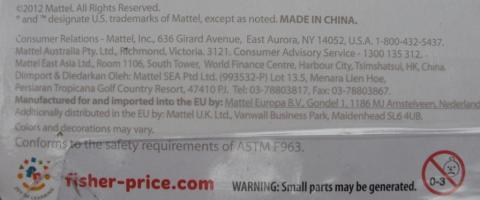 ©2012 Mattel. All Rights Reserved.
® and ™ designate U.S. trademarks of Mattel, except as noted. MADE IN CHINA.
Consumer Relations - Mattel, Inc., 636 Girard Avenue, East Aurora, NY 14052, U.S.A. 1-800-432-5437.
Mattel Australia Pty. Ltd., Richmond, Victoria. 3121. Consumer Advisory Service - 1300 135 312.
Mattel East Asia Ltd., Room 1106, South Tower, World Finance Centre, Harbour City, Tsimshatsui, HK, China.
Diimport & Diedarkan Oleh: Mattel SEA Ptd Ltd. (993532-P) Lot 13.5, Menara Lien Hoe,
Persiaran Tropicana Golf Country Resort, 47410 PJ. Tel: 03-78803817, Fax: 03-78803867.
Manufactured for and imported into the EU by: Mattel Europa B.V., Gondel 1, 1186 MJ Amstelveen, Nederland
Additionally distributed in the EU by: Mattel U.K. Ltd., Vanwall Business Park, Maidenhead SL6 4UB.
Colors and decorations may vary.
Conforms to the safety requirements of ASTM F963.
fisher-price.com
WARNING: Small parts may be generated.
0-3